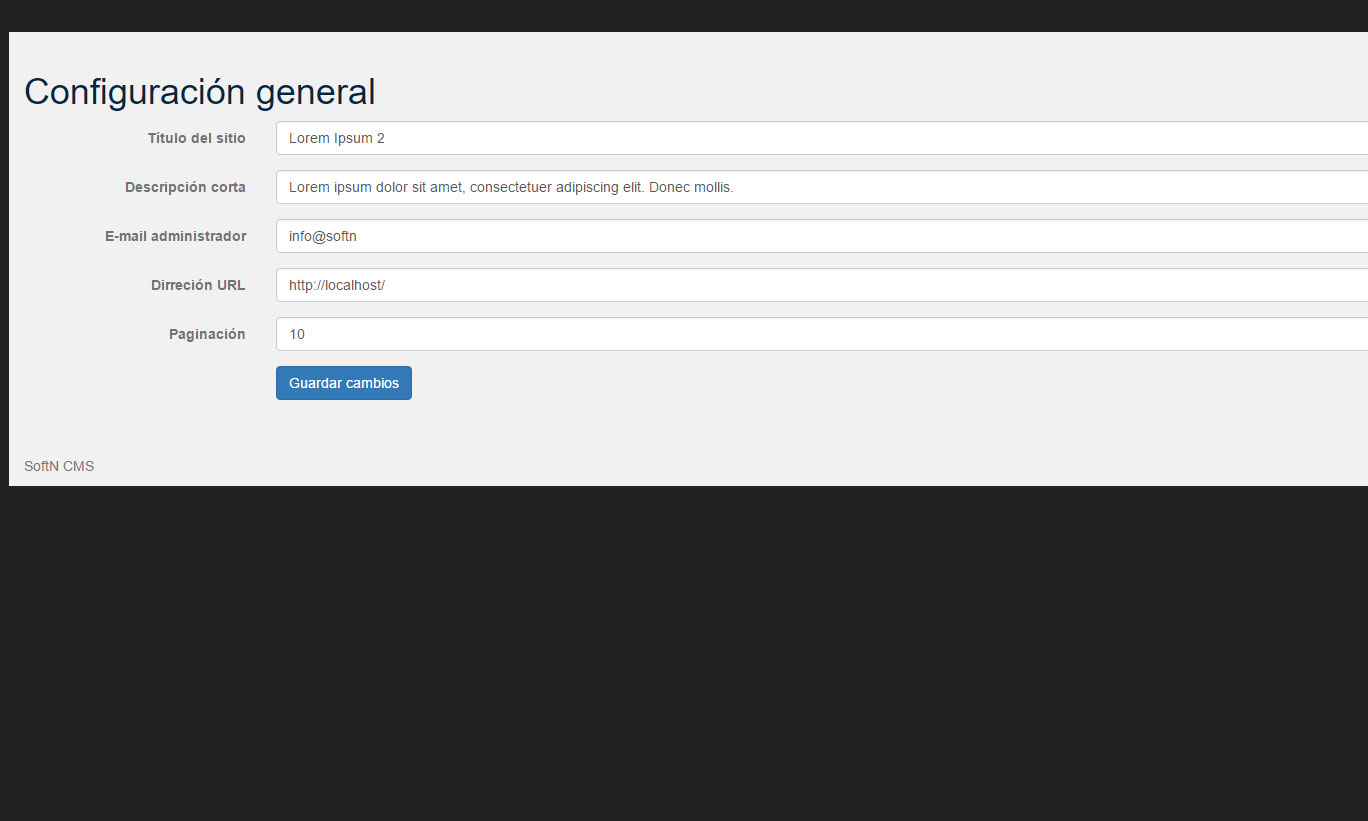 Configuración general
Título del sitio
Lorem Ipsum 2
Descripción corta
Lorem ipsum dolor sit amet, consectetuer adipiscing elit. Donec mollis.
E-mail administrador
info@softn
Dirreción URL
http://localhost/
Paginación
10
Guardar cambios
SoftN CMS